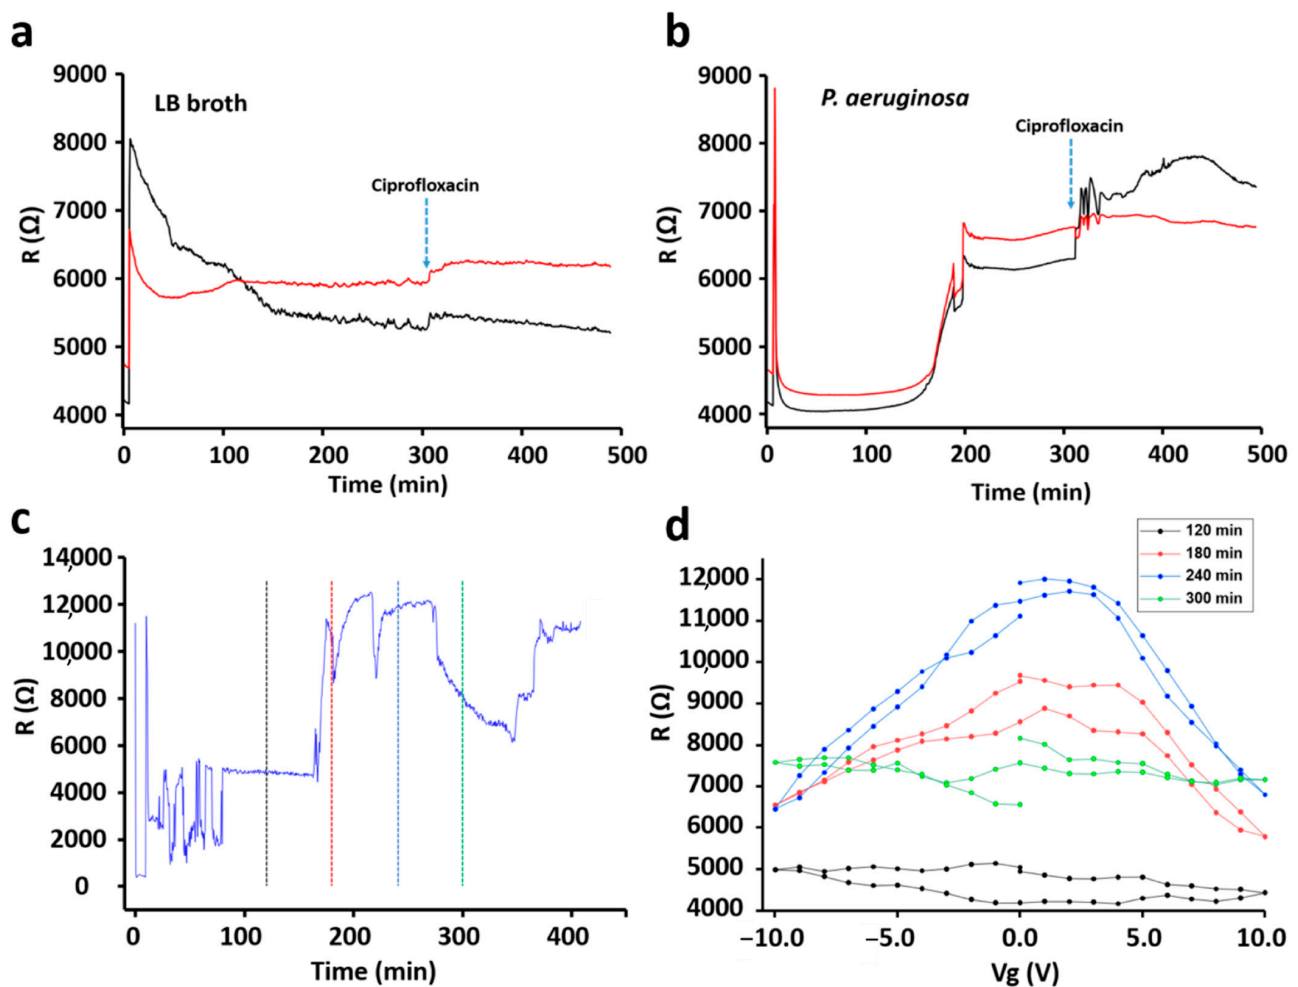 a
9000
8000
7000
6000
5000
4000
R (Ω)
LB broth
Ciprofloxacin
0 100 200 300 400 500
Time (min)
b
9000
8000
7000
6000
5000
4000
R (Ω)
P. aeruginosa
Ciprofloxacin
0 100 200 300 400 500
Time (min)
c
14,000
12,000
10,000
8000
6000
4000
2000
0
R (Ω)
0 100 200 300 400
Time (min)
d
120 min
180 min
240 min
300 min
12,000
11,000
10,000
9000
8000
7000
6000
5000
4000
R (Ω)
−10.0 −5.0 0.0 5.0 10.0
Vg (V)